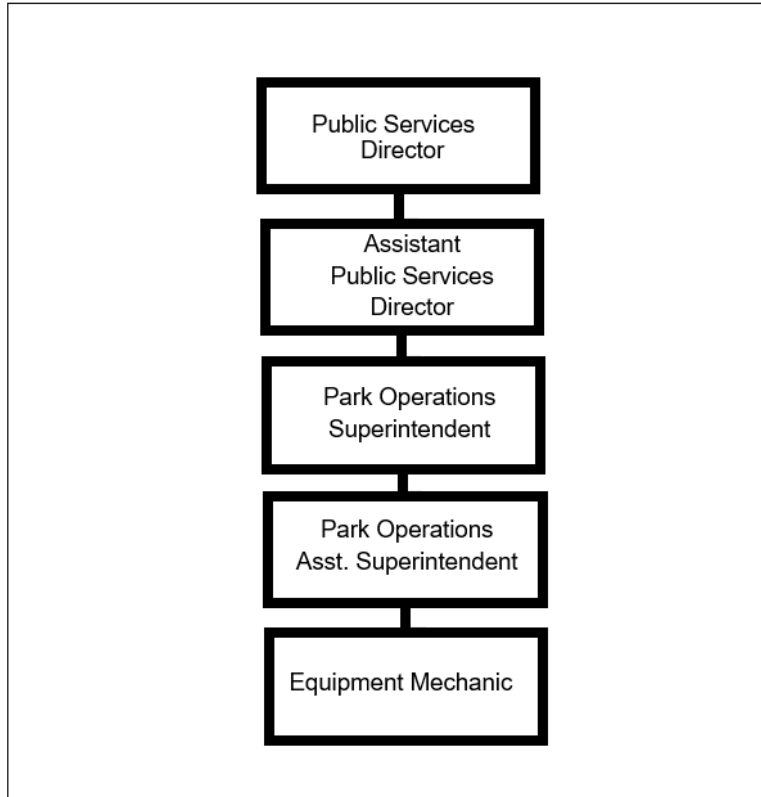 Public Services
Director
Assistant
Public Services
Director
Park Operations
Superintendent
Park Operations
Asst. Superintendent
Equipment Mechanic